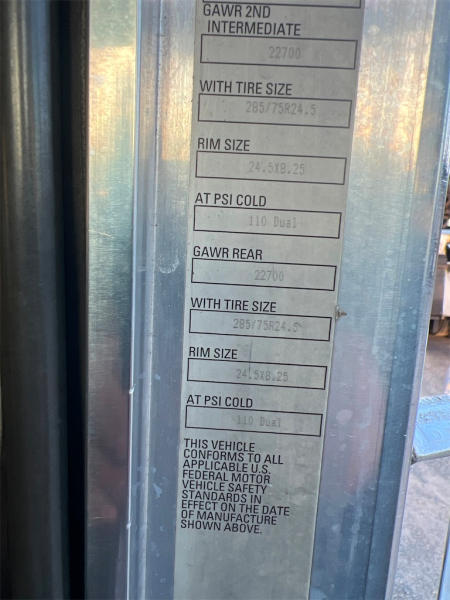 GAWR 2ND
INTERMEDIATE
22700
WITH TIRE SIZE
285/75R24.5
RIM SIZE
24.5X8.25
AT PSI COLD
110 Dual
GAWR REAR
22700
WITH TIRE SIZE
285/75R24.5
RIM SIZE
24.5X8.25
AT PSI COLD
110 Dual
THIS VEHICLE
CONFORMS TO ALL
APPLICABLE U.S.
FEDERAL MOTOR
VEHICLE SAFETY
STANDARDS IN
EFFECT ON THE DATE
OF MANUFACTURE
SHOWN ABOVE.